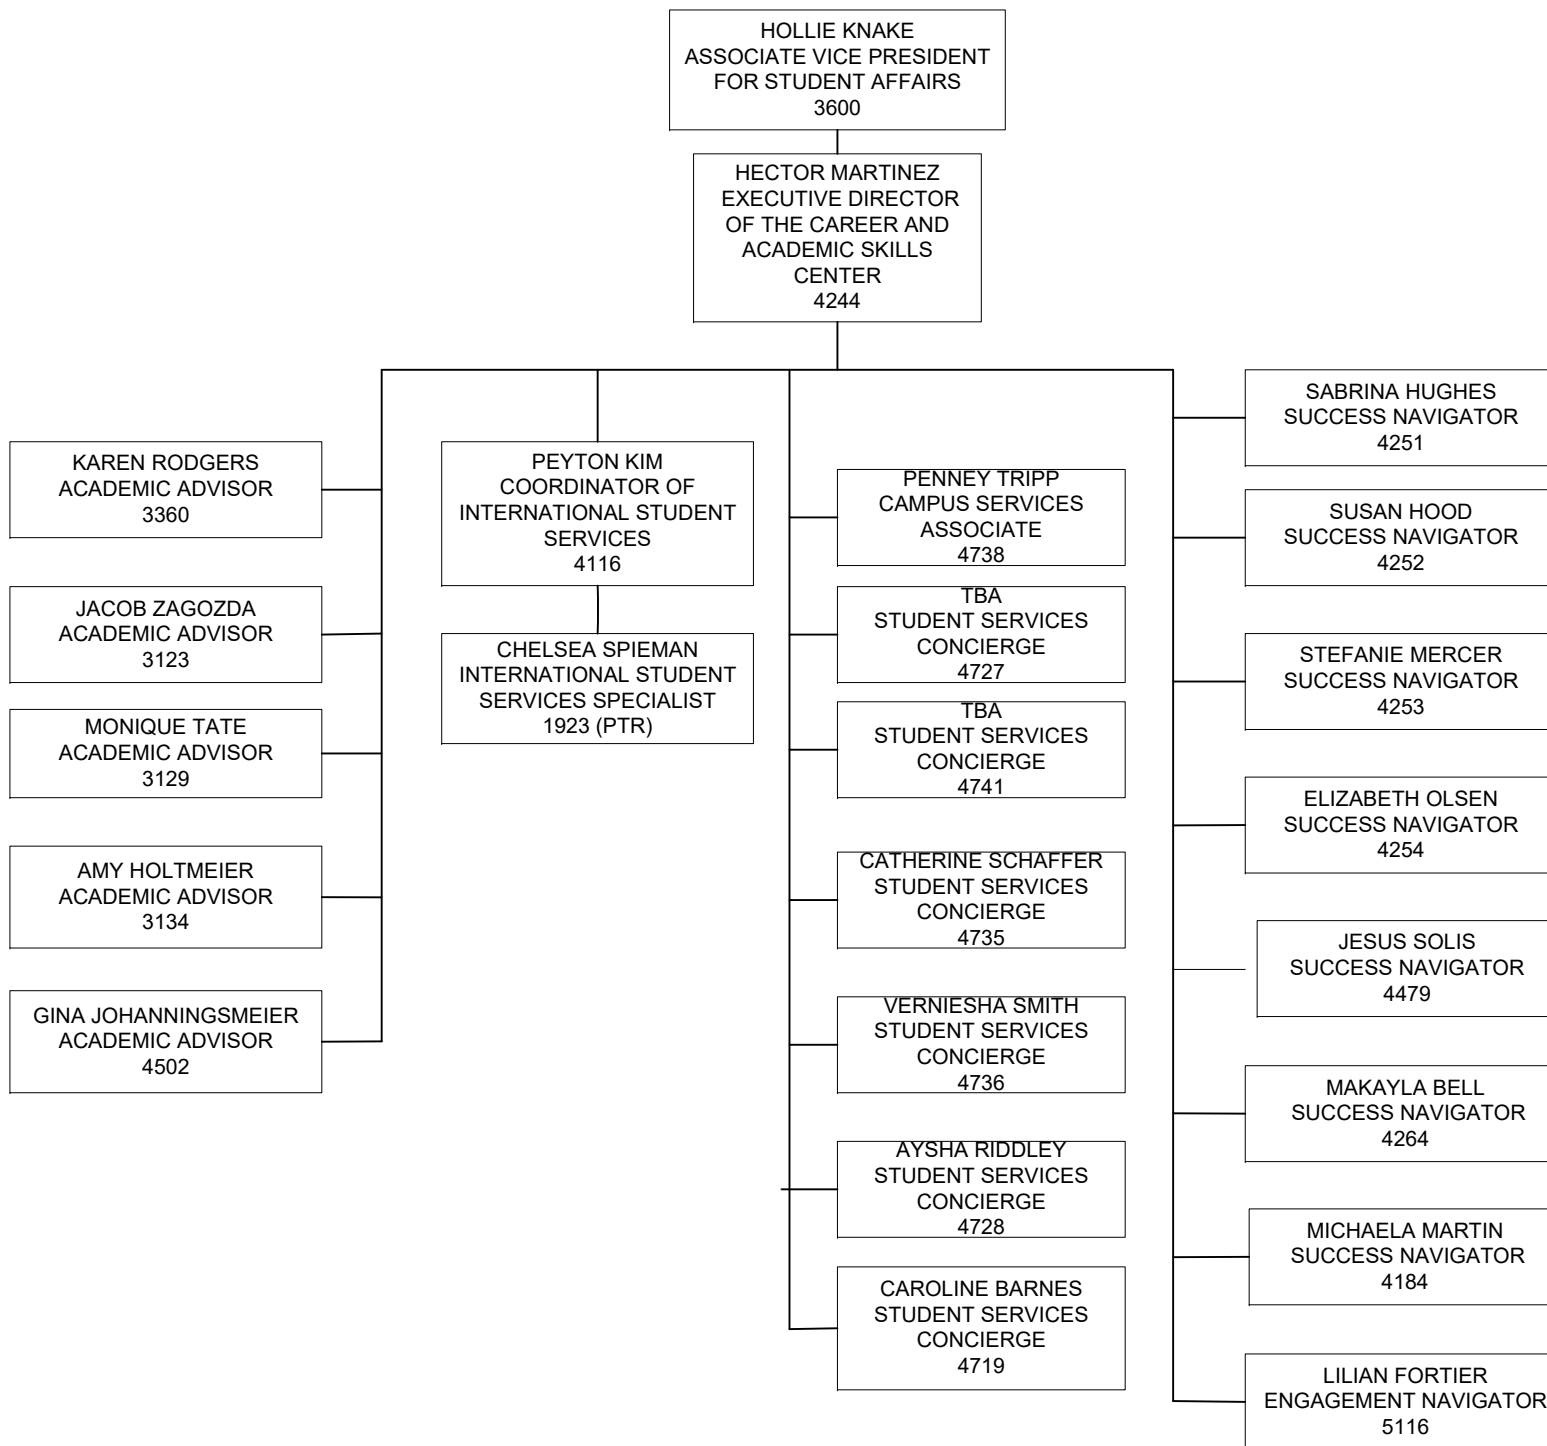 HOLLIE KNAKE
ASSOCIATE VICE PRESIDENT
FOR STUDENT AFFAIRS
3600
HECTOR MARTINEZ
EXECUTIVE DIRECTOR
OF THE CAREER AND
ACADEMIC SKILLS
CENTER
4244
KAREN RODGERS
ACADEMIC ADVISOR
3360
JACOB ZAGOZDA
ACADEMIC ADVISOR
3123
MONIQUE TATE
ACADEMIC ADVISOR
3129
AMY HOLTMEIER
ACADEMIC ADVISOR
3134
GINA JOHANNINGSMEIER
ACADEMIC ADVISOR
4502
PEYTON KIM
COORDINATOR OF
INTERNATIONAL STUDENT
SERVICES
4116
CHELSEA SPIEMAN
INTERNATIONAL STUDENT
SERVICES SPECIALIST
1923 (PTR)
PENNEY TRIPP
CAMPUS SERVICES
ASSOCIATE
4738
TBA
STUDENT SERVICES
CONCIERGE
4727
TBA
STUDENT SERVICES
CONCIERGE
4741
CATHERINE SCHAFFER
STUDENT SERVICES
CONCIERGE
4735
VERNIESHA SMITH
STUDENT SERVICES
CONCIERGE
4736
AYSHA RIDDLEY
STUDENT SERVICES
CONCIERGE
4728
CAROLINE BARNES
STUDENT SERVICES
CONCIERGE
4719
SABRINA HUGHES
SUCCESS NAVIGATOR
4251
SUSAN HOOD
SUCCESS NAVIGATOR
4252
STEFANIE MERCER
SUCCESS NAVIGATOR
4253
ELIZABETH OLSEN
SUCCESS NAVIGATOR
4254
JESUS SOLIS
SUCCESS NAVIGATOR
4479
MAKAYLA BELL
SUCCESS NAVIGATOR
4264
MICHAELA MARTIN
SUCCESS NAVIGATOR
4184
LILIAN FORTIER
ENGAGEMENT NAVIGATOR
5116